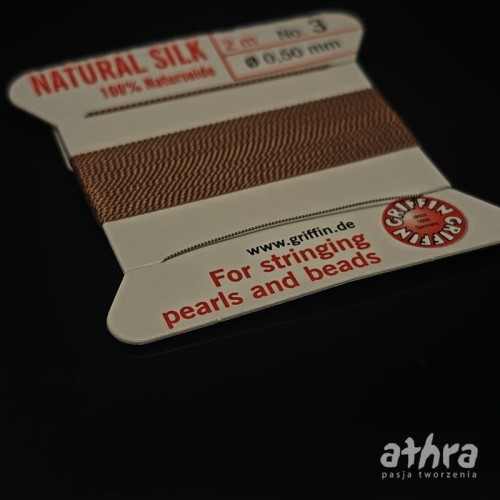 NATURAL SILK
100% Naturseide
2 m No. 3
Ø 0,50 mm
www.griffin.de
For stringing
pearls and beads
GRIFFIN GRIFFIN
athra
pasja tworzenia